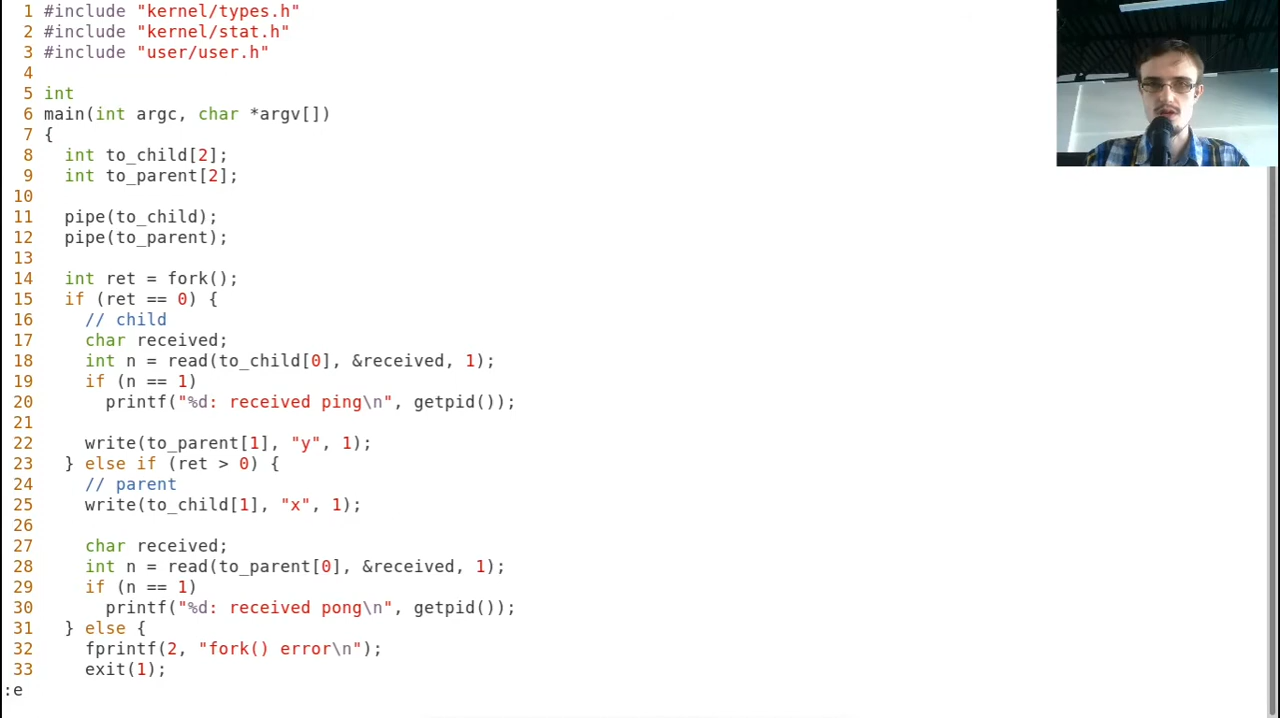 1 #include "kernel/types.h"
2 #include "kernel/stat.h"
3 #include "user/user.h"
4
5 int
6 main(int argc, char *argv[])
7 {
8   int to_child[2];
9   int to_parent[2];
10
11   pipe(to_child);
12   pipe(to_parent);
13
14   int ret = fork();
15   if (ret == 0) {
16     // child
17     char received;
18     int n = read(to_child[0], &received, 1);
19     if (n == 1)
20       printf("%d: received ping\n", getpid());
21
22     write(to_parent[1], "y", 1);
23   } else if (ret > 0) {
24     // parent
25     write(to_child[1], "x", 1);
26
27     char received;
28     int n = read(to_parent[0], &received, 1);
29     if (n == 1)
30       printf("%d: received pong\n", getpid());
31   } else {
32     fprintf(2, "fork() error\n");
33     exit(1);
:e